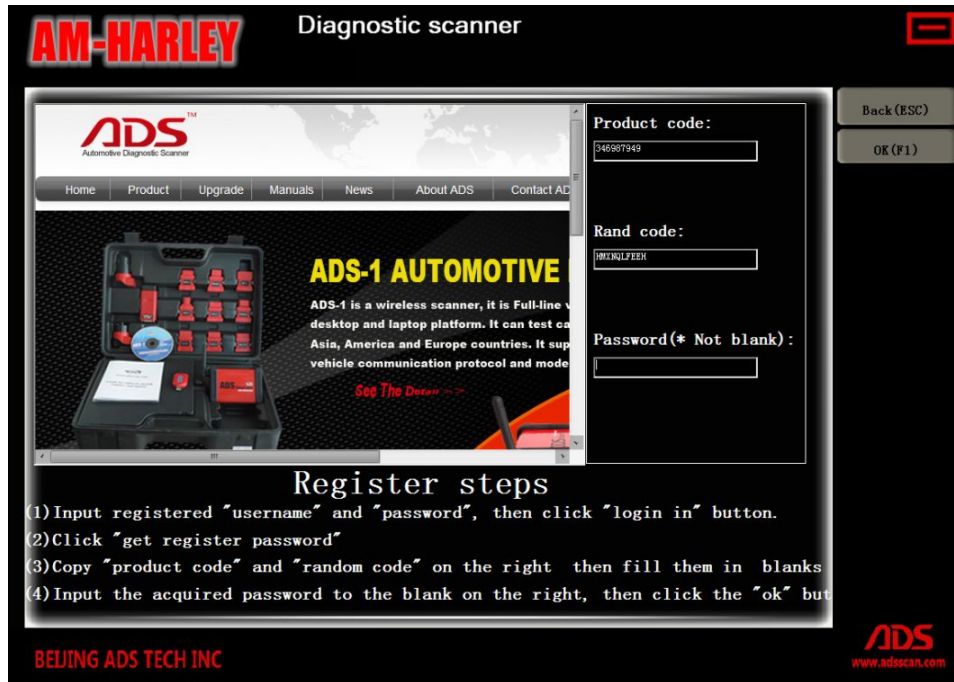 AM-HARLEY
Diagnostic scanner
ADS™
Automotive Diagnostic Scanner
Home Product Upgrade Manuals News About ADS Contact AD
ADS-1 AUTOMOTIVE
ADS-1 is a wireless scanner, it is Full-line v
desktop and laptop platform. It can test ca
Asia, America and Europe countries. It sup
vehicle communication protocol and mode
See The Detail -- >
Product code:
346987949
Rand code:
HMXNQLFEEH
Password(* Not blank):
Back(ESC)
OK(F1)
Register steps
(1)Input registered "username" and "password", then click "login in" button.
(2)Click "get register password"
(3)Copy "product code" and "random code" on the right then fill them in blanks
(4)Input the acquired password to the blank on the right, then click the "ok" but
BEIJING ADS TECH INC
ADS
www.adsscan.com